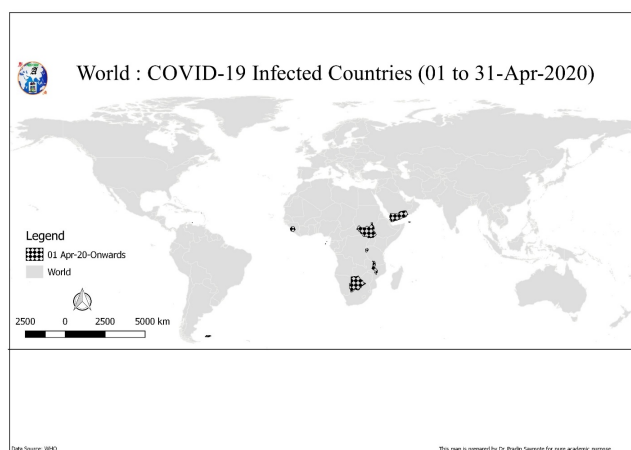 World : COVID-19 Infected Countries (01 to 31-Apr-2020)
Legend
01 Apr-20-Onwards
World
2500 0 2500 5000 km
Data Source: WHO
This map is prepared by Dr. Pradip for pure academic purpose